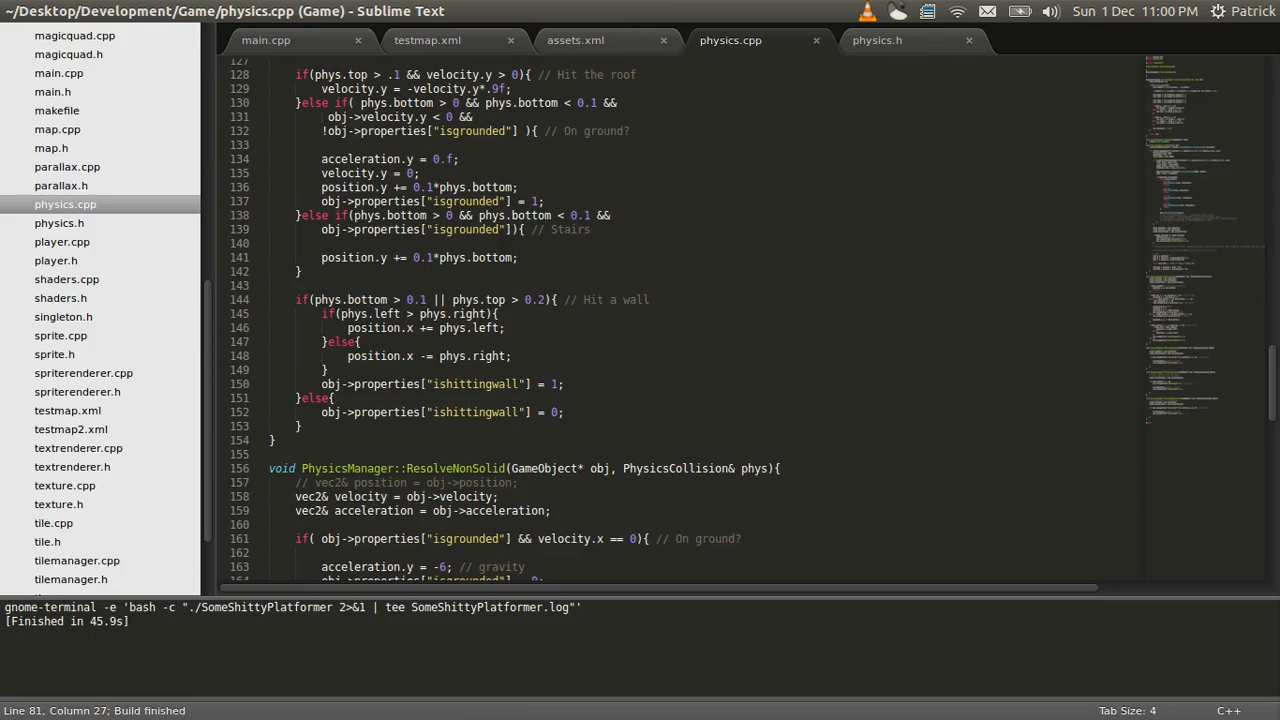 ~/Desktop/Development/Game/physics.cpp (Game) - Sublime Text
Sun 1 Dec 11:00 PM Patrick
magicquad.cpp
magicquad.h
main.cpp
main.h
makefile
map.cpp
map.h
parallax.cpp
parallax.h
physics.cpp
physics.h
player.cpp
player.h
shaders.cpp
shaders.h
singleton.h
sprite.cpp
sprite.h
spriterenderer.cpp
spriterenderer.h
testmap.xml
testmap2.xml
textrenderer.cpp
textrenderer.h
texture.cpp
texture.h
tile.cpp
tile.h
tilemanager.cpp
tilemanager.h
main.cpp × testmap.xml × assets.xml × physics.cpp × physics.h ×
127
128 if(phys.top > .1 && velocity.y > 0){ // Hit the roof
129 velocity.y = -velocity.y*.9f;
130 }else if( phys.bottom > 0 && phys.bottom < 0.1 &&
131 obj->velocity.y < 0 &&
132 !obj->properties["isgrounded"] ){ // On ground?
133
134 acceleration.y = 0.f;
135 velocity.y = 0;
136 position.y += 0.1*phys.bottom;
137 obj->properties["isgrounded"] = 1;
138 }else if(phys.bottom > 0 && phys.bottom < 0.1 &&
139 obj->properties["isgrounded"]){ // Stairs
140
141 position.y += 0.1*phys.bottom;
142 }
143
144 if(phys.bottom > 0.1 || phys.top > 0.2){ // Hit a wall
145 if(phys.left > phys.right){
146 position.x += phys.left;
147 }else{
148 position.x -= phys.right;
149 }
150 obj->properties["ishittingwall"] = 1;
151 }else{
152 obj->properties["ishittingwall"] = 0;
153 }
154 }
155
156 void PhysicsManager::ResolveNonSolid(GameObject* obj, PhysicsCollision& phys){
157 // vec2& position = obj->position;
158 vec2& velocity = obj->velocity;
159 vec2& acceleration = obj->acceleration;
160
161 if( obj->properties["isgrounded"] && velocity.x == 0){ // On ground?
162
163 acceleration.y = -6; // gravity
164 obj->properties["isgrounded"] = 0;
gnome-terminal -e 'bash -c "./SomeShittyPlatformer 2>&1 | tee SomeShittyPlatformer.log"'
[Finished in 45.9s]
Line 81, Column 27; Build finished
Tab Size: 4 C++